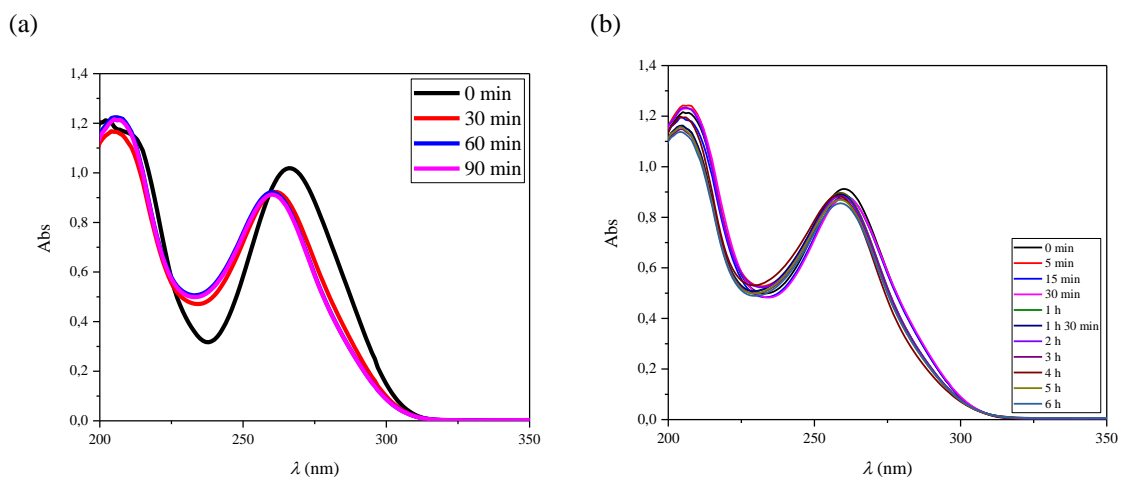 (a)
(b)
1,4
1,2
1,0
0,8
0,6
0,4
0,2
0,0
Abs
200
250
300
350
λ (nm)
0 min
30 min
60 min
90 min
1,4
1,2
1,0
0,8
0,6
0,4
0,2
0,0
Abs
200
250
300
350
λ (nm)
0 min
5 min
15 min
30 min
1 h
1 h 30 min
2 h
3 h
4 h
5 h
6 h